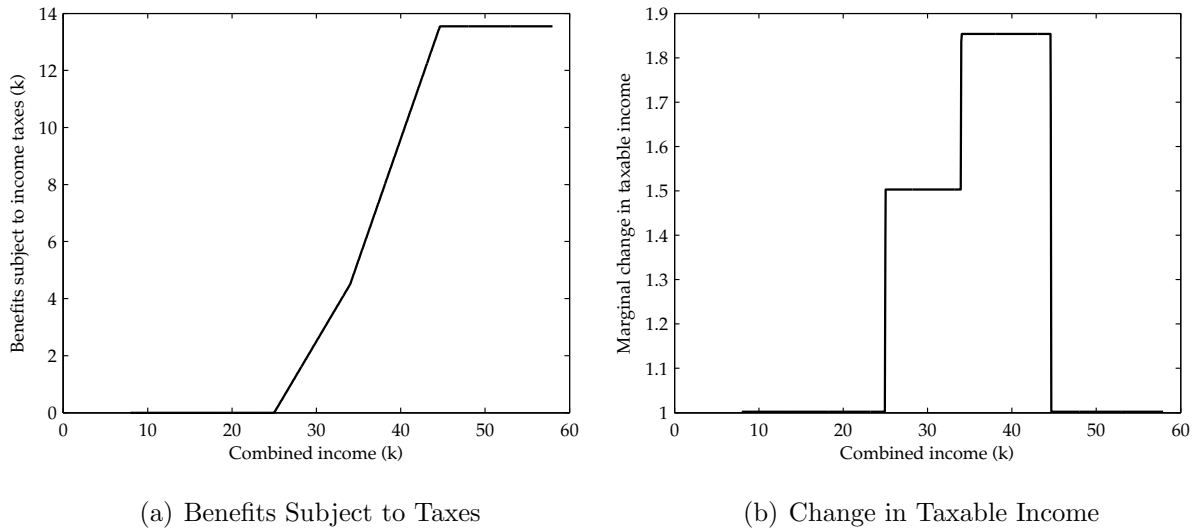 14
12
10
8
6
4
2
0
0 10 20 30 40 50 60
Benefits subject to income taxes (k)
Combined income (k)
(a) Benefits Subject to Taxes
1.9
1.8
1.7
1.6
1.5
1.4
1.3
1.2
1.1
1
0 10 20 30 40 50 60
Marginal change in taxable income
Combined income (k)
(b) Change in Taxable Income